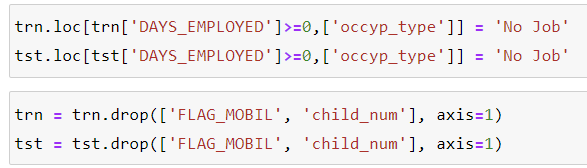 trn.loc[trn['DAYS_EMPLOYED']>=0,['occyp_type']] = 'No Job'
tst.loc[tst['DAYS_EMPLOYED']>=0,['occyp_type']] = 'No Job'
trn = trn.drop(['FLAG_MOBIL', 'child_num'], axis=1)
tst = tst.drop(['FLAG_MOBIL', 'child_num'], axis=1)